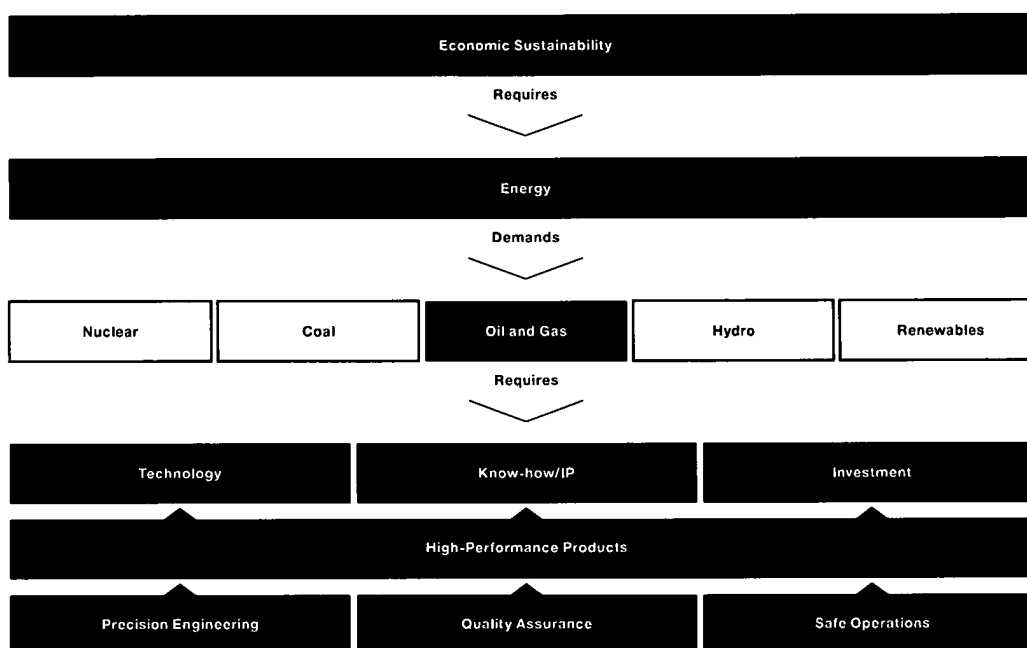 Economic Sustainability
Requires
Energy
Demands
Nuclear
Coal
Oil and Gas
Hydro
Renewables
Requires
Technology
Know-how/IP
Investment
High-Performance Products
Precision Engineering
Quality Assurance
Safe Operations